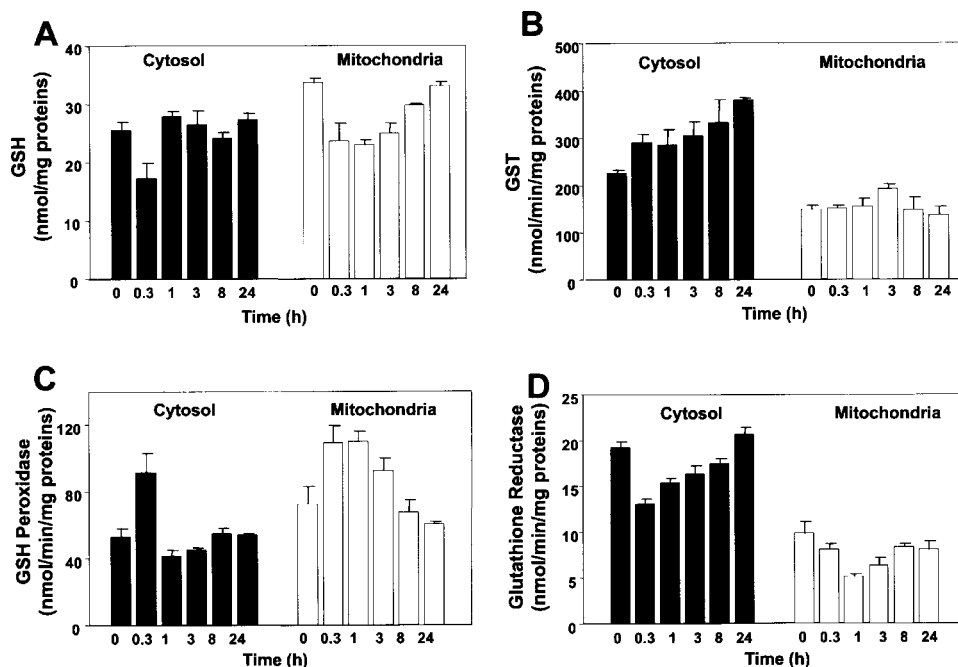 A
GSH
(nmol/mg proteins)
40
30
20
10
0
Cytosol
Mitochondria
0 0.3 1 3 8 24
0 0.3 1 3 8 24
Time (h)
B
GST
(nmol/min/mg proteins)
500
400
300
200
100
0
Cytosol
Mitochondria
0 0.3 1 3 8 24
0 0.3 1 3 8 24
Time (h)
C
GSH Peroxidase
(nmol/min/mg proteins)
120
80
40
0
Cytosol
Mitochondria
0 0.3 1 3 8 24
0 0.3 1 3 8 24
Time (h)
D
Glutathione Reductase
(nmol/min/mg proteins)
25
20
15
10
5
0
Cytosol
Mitochondria
0 0.3 1 3 8 24
0 0.3 1 3 8 24
Time (h)